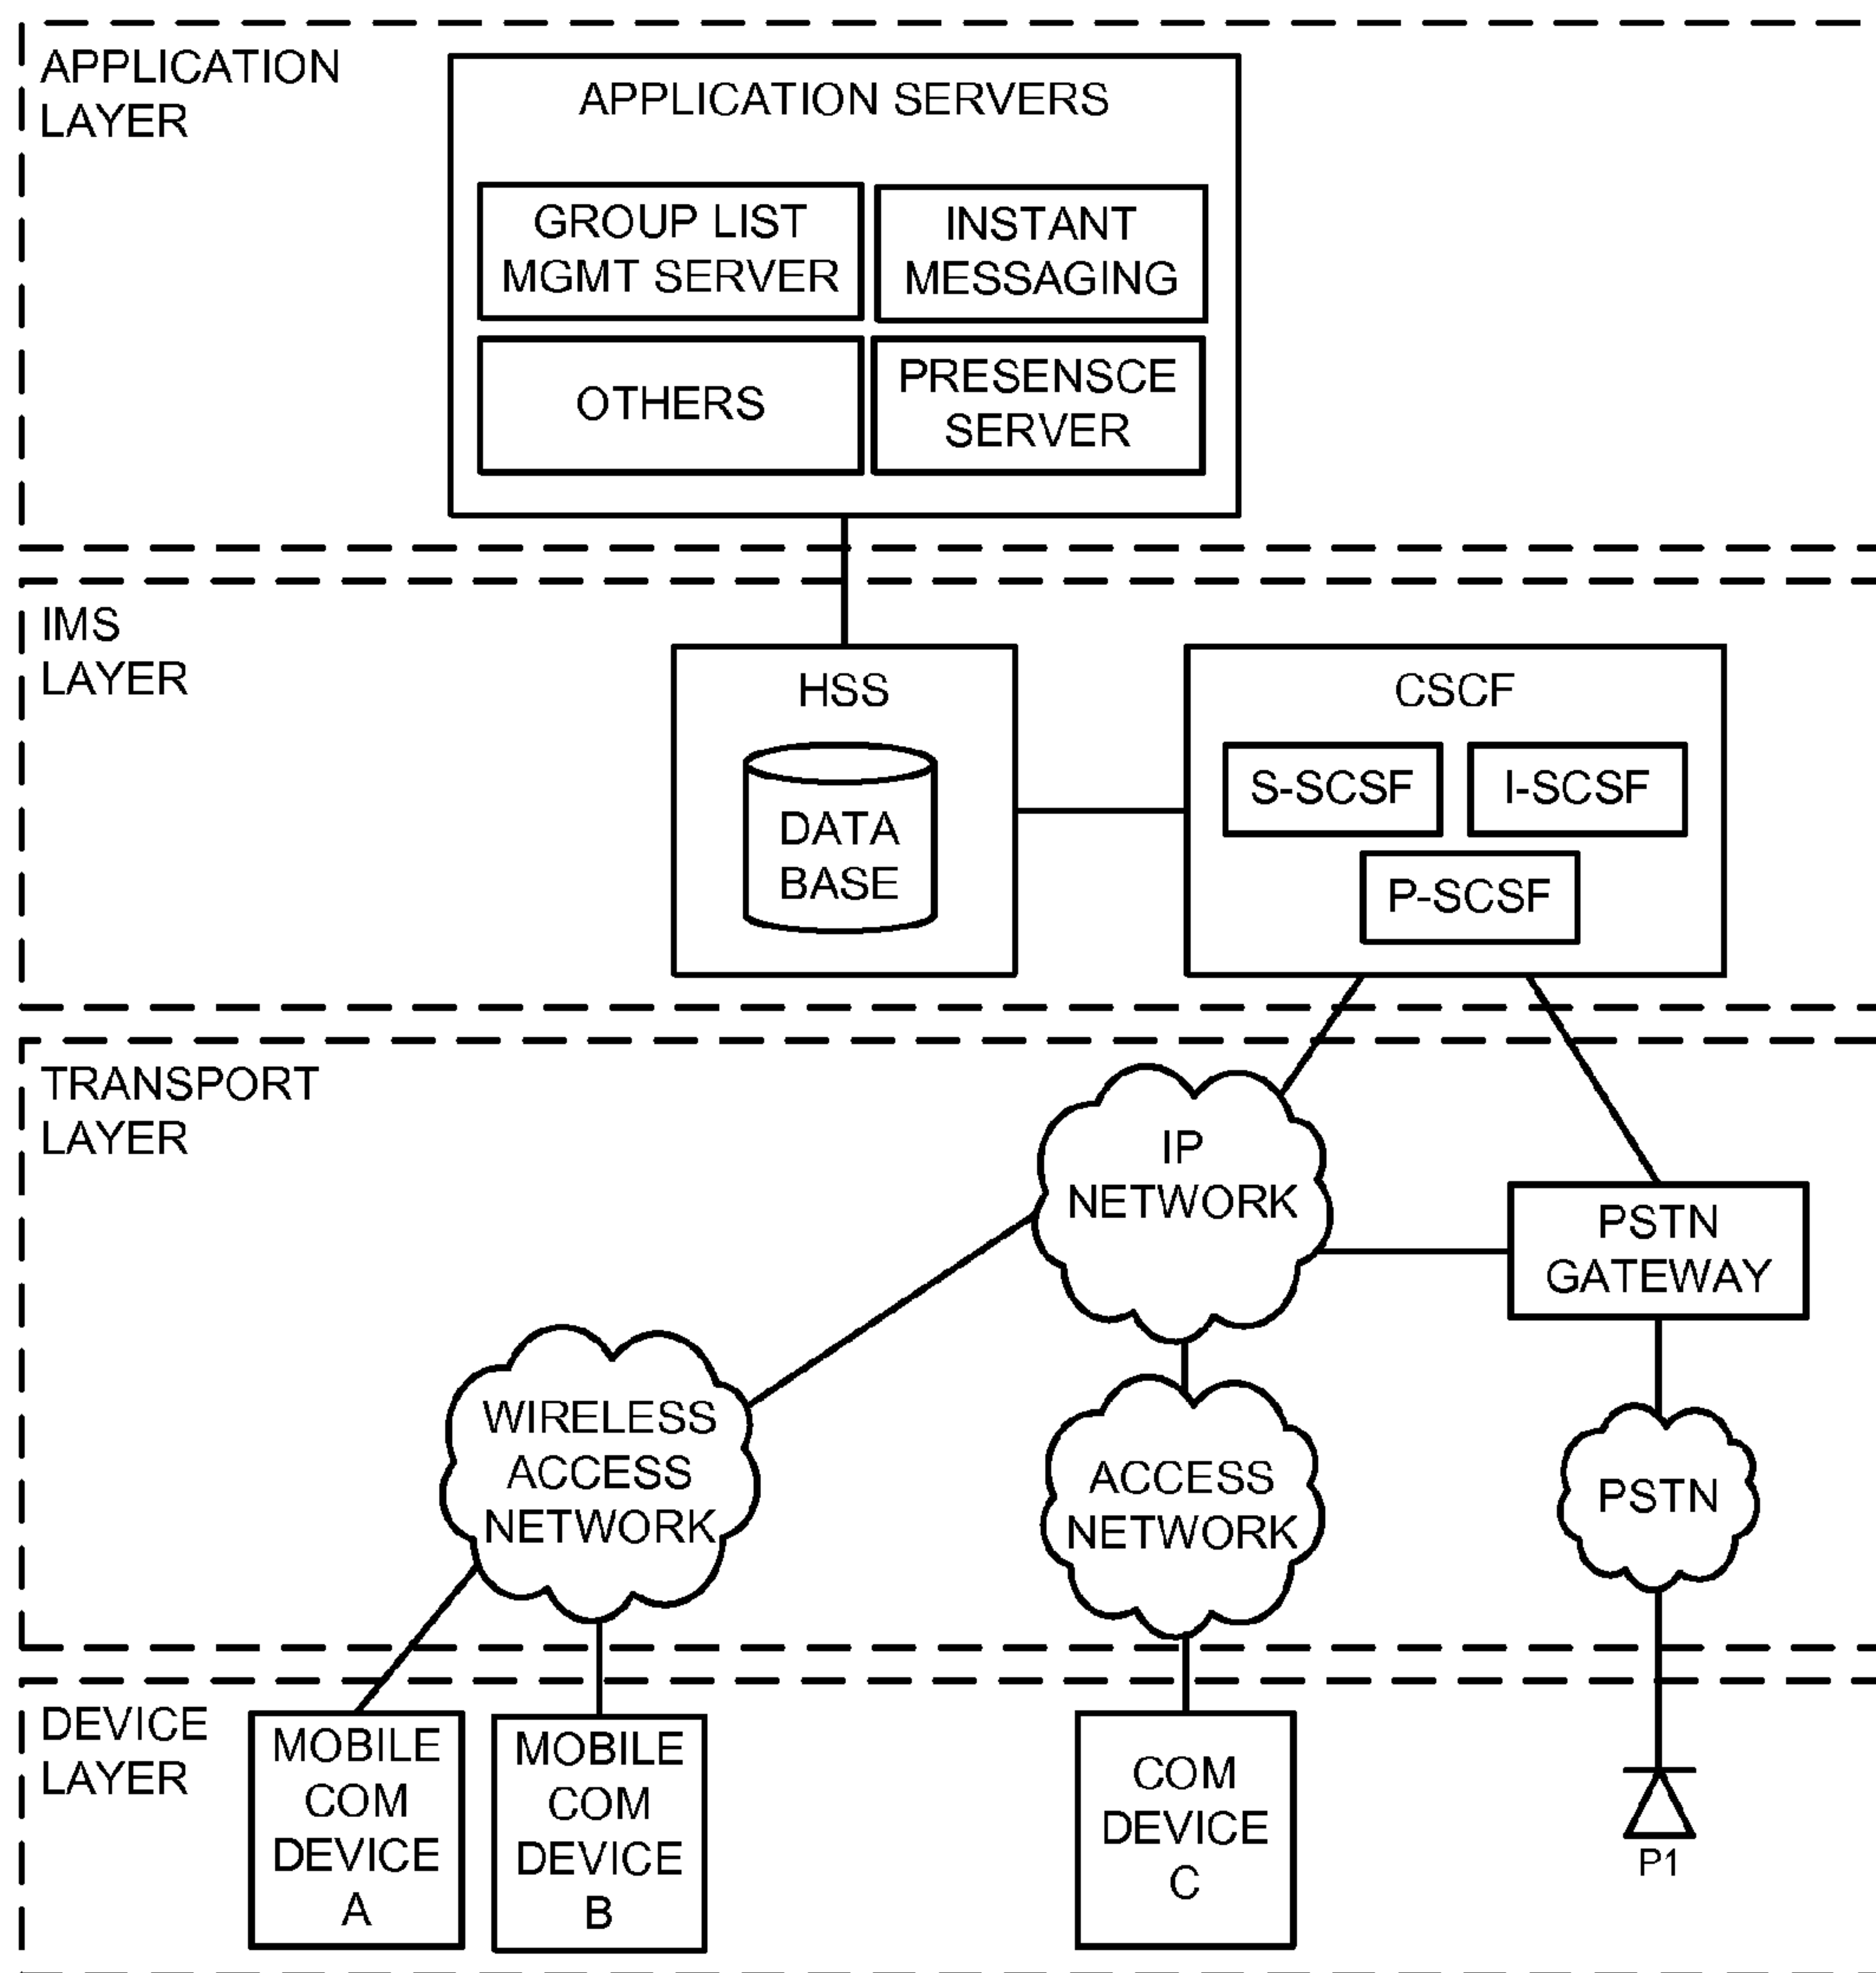 APPLICATION
LAYER
APPLICATION SERVERS
GROUP LIST
MGMT SERVER
INSTANT
MESSAGING
OTHERS
PRESENSCE
SERVER
IMS
LAYER
HSS
DATA
BASE
CSCF
S-SCSF
I-SCSF
P-SCSF
TRANSPORT
LAYER
IP
NETWORK
PSTN
GATEWAY
WIRELESS
ACCESS
NETWORK
ACCESS
NETWORK
PSTN
DEVICE
LAYER
MOBILE
COM
DEVICE
A
MOBILE
COM
DEVICE
B
COM
DEVICE
C
P1